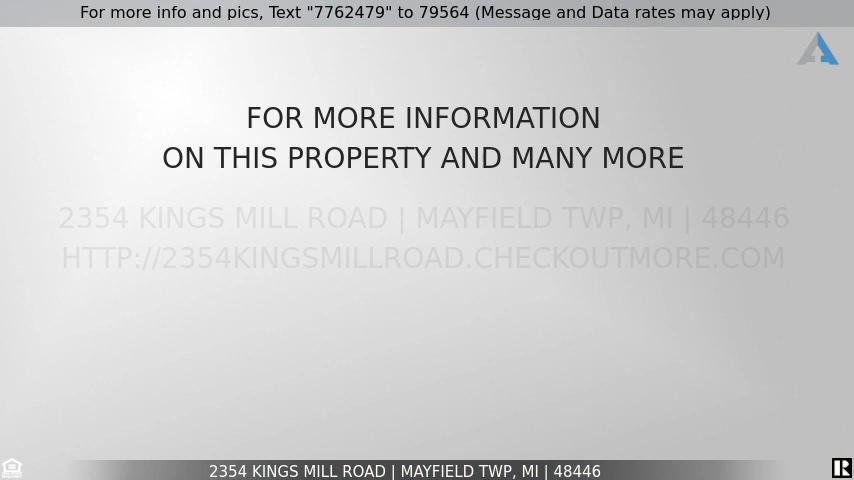 For more info and pics, Text "7762479" to 79564 (Message and Data rates may apply)
FOR MORE INFORMATION
ON THIS PROPERTY AND MANY MORE
2354 KINGS MILL ROAD | MAYFIELD TWP, MI | 48446
HTTP://2354KINGSMILLROAD.CHECKOUTMORE.COM
2354 KINGS MILL ROAD | MAYFIELD TWP, MI | 48446